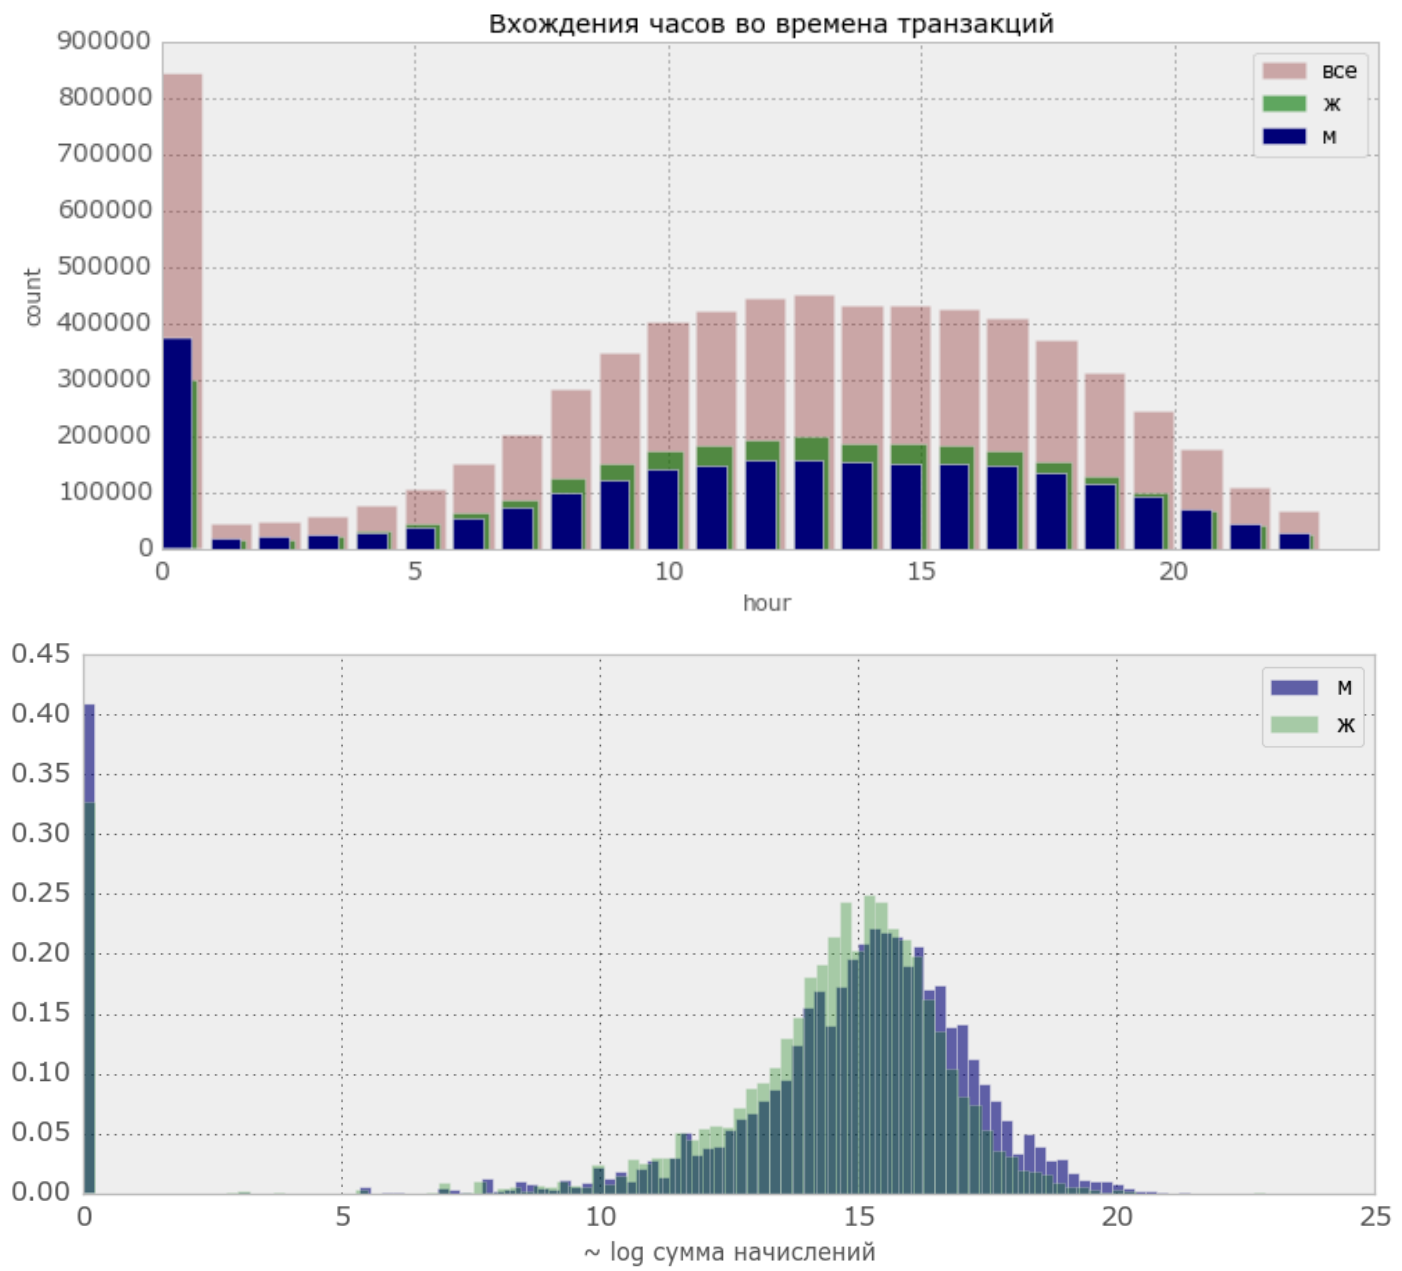 Вхождения часов во времена транзакций
900000
800000
700000
600000
500000
400000
300000
200000
100000
0
count
все
ж
м
0 5 10 15 20
hour
0.45
0.40
0.35
0.30
0.25
0.20
0.15
0.10
0.05
0.00
м
ж
0 5 10 15 20 25
~ log сумма начислений